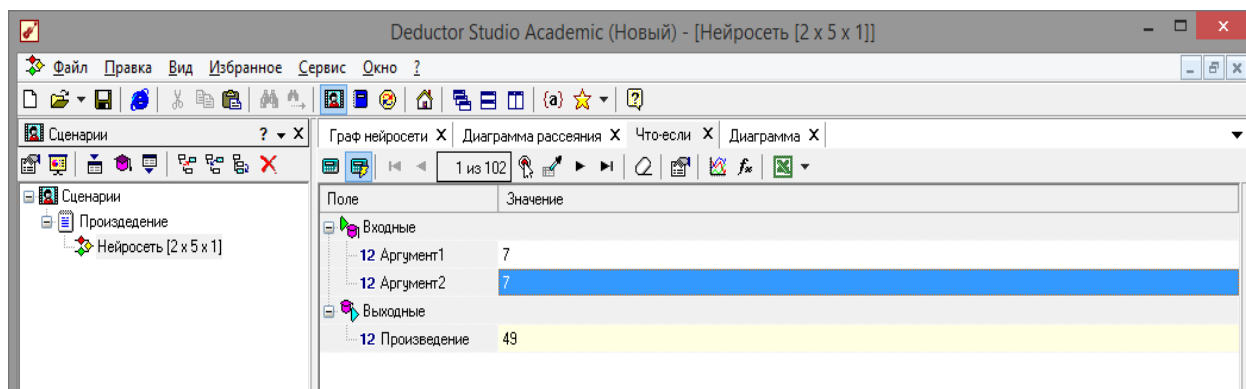 Deductor Studio Academic (Новый) - [Нейросеть [2 x 5 x 1]]
Файл Правка Вид Избранное Сервис Окно ?
{a}
Сценарии ?
Граф нейросети X Диаграмма рассеяния X Что-если X Диаграмма X
1 из 102 fx
Сценарии
Произдедение
Нейросеть [2 x 5 x 1]
Поле Значение
Входные
12 Аргумент1 7
12 Аргумент2 7
Выходные
12 Произведение 49